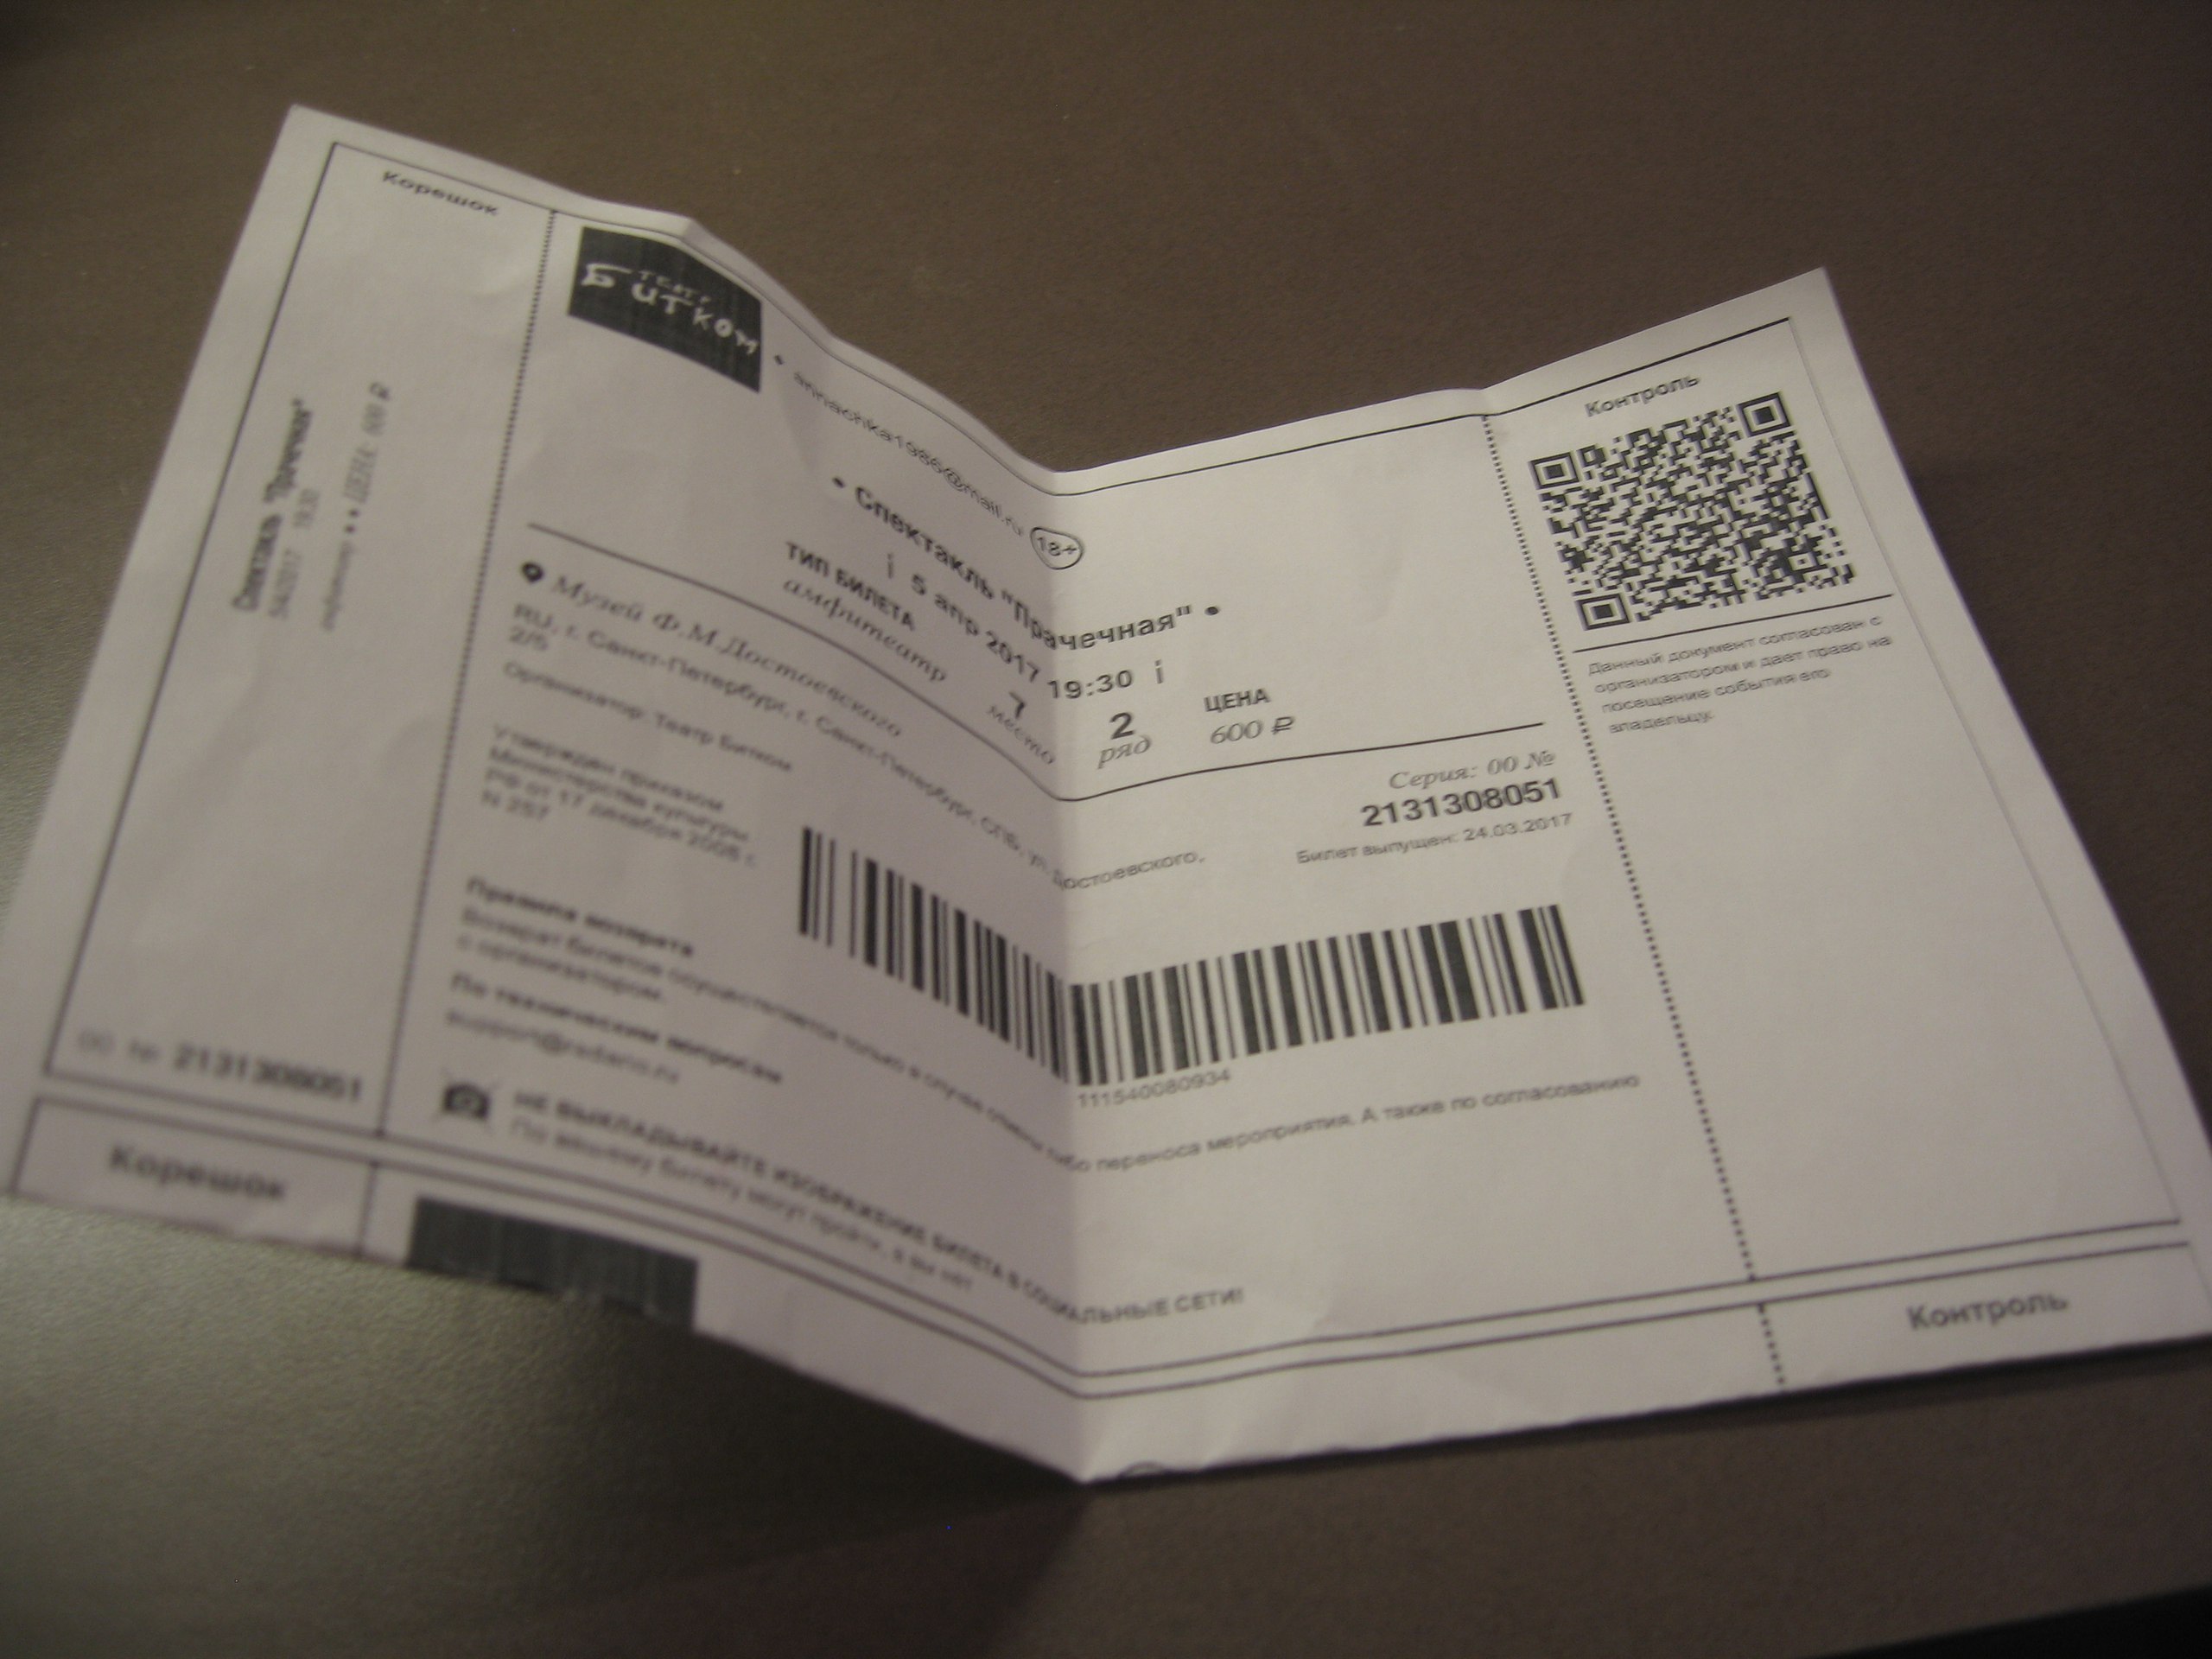 Корешок
Спектакль "Прачечная"
5/4/2017 19:30
амфитеатр • • ЦЕНА: 600 ₽
00 № 2131308051
ТЕАТР
Битком
• annachka1986@mail.ru 18+
• Спектакль "Прачечная" •
i 5 апр 2017 19:30 i
ТИП БИЛЕТА
амфитеатр
7
место
2
ряд
ЦЕНА
600 ₽
Музей Ф.М.Достоевского
RU, г. Санкт-Петербург, г. Санкт-Петербург, СПБ, ул. Достоевского,
2/5
Организатор: Театр Битком
Серия: 00 №
2131308051
Билет выпущен: 24.03.2017
Утвержден приказом
Министерства культуры
РФ от 17 декабря 2008 г.
N 257
111540080934
Правила возврата
Возврат билетов осуществляется только в случае отмены либо переноса мероприятия. А также по согласованию
с организатором.
По техническим вопросам
support@radario.ru
НЕ ВЫКЛАДЫВАЙТЕ ИЗОБРАЖЕНИЕ БИЛЕТА В СОЦИАЛЬНЫЕ СЕТИ!
По вашему билету могут пройти, а вы нет
Контроль
Данный документ согласован с
организатором и дает право на
посещение события его
владельцу.
Корешок
Контроль